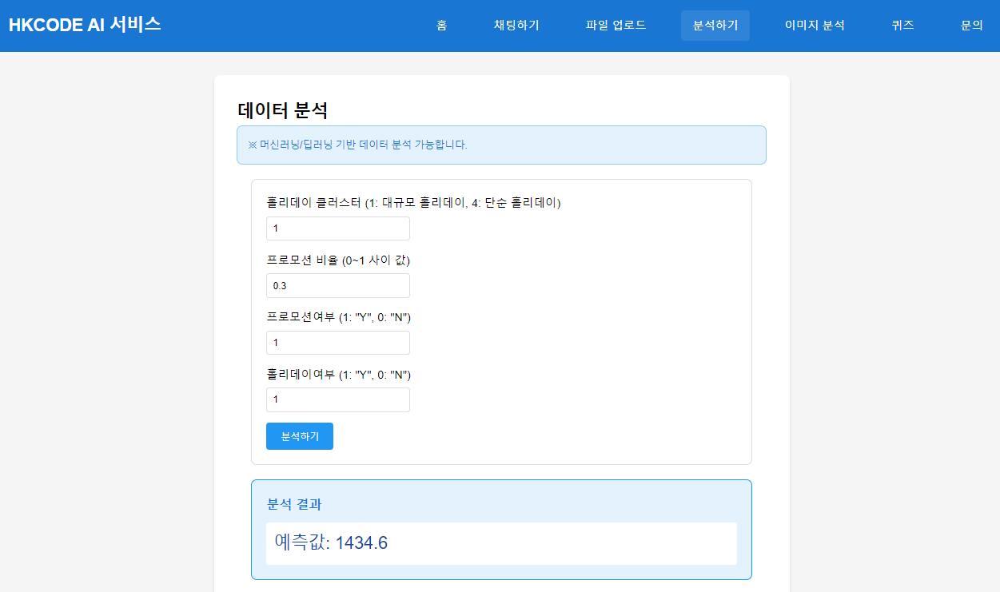 HKCODE AI 서비스
홈 채팅하기 파일 업로드 분석하기 이미지 분석 퀴즈 문의
데이터 분석
※ 머신러닝/딥러닝 기반 데이터 분석 가능합니다.
홀리데이 클러스터 (1: 대규모 홀리데이, 4: 단순 홀리데이)
1
프로모션 비율 (0~1 사이 값)
0.3
프로모션여부 (1: "Y", 0: "N")
1
홀리데이여부 (1: "Y", 0: "N")
1
분석하기
분석 결과
예측값: 1434.6